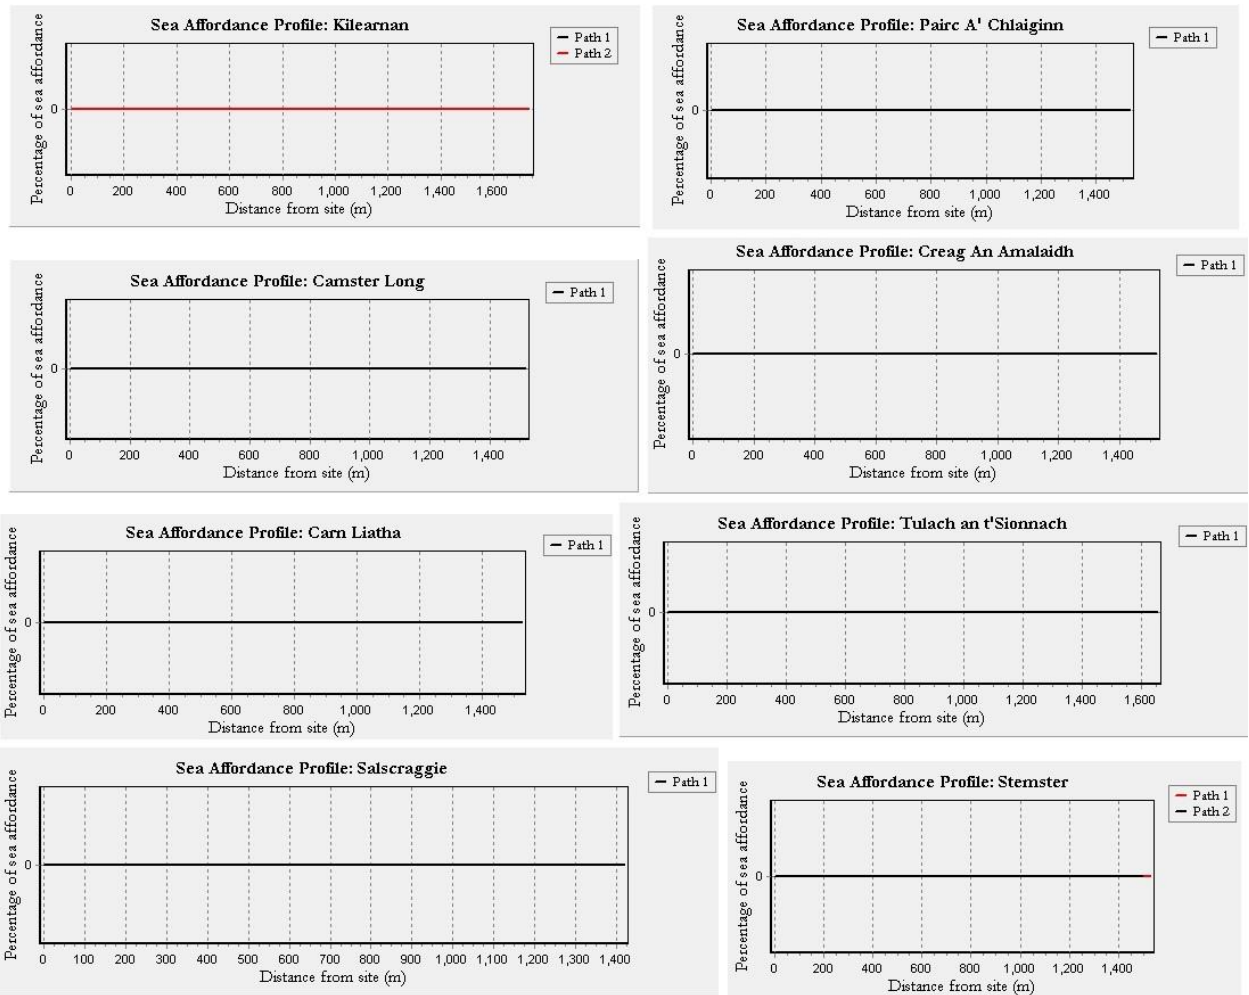 Sea Affordance Profile: Kilearnan
Path 1
Path 2
Percentage of sea affordance
0
0 200 400 600 800 1,000 1,200 1,400 1,600
Distance from site (m)
Sea Affordance Profile: Pairc A' Chlaiginn
Path 1
Percentage of sea affordance
0
0 200 400 600 800 1,000 1,200 1,400
Distance from site (m)
Sea Affordance Profile: Camster Long
Path 1
Percentage of sea affordance
0
0 200 400 600 800 1,000 1,200 1,400
Distance from site (m)
Sea Affordance Profile: Creag An Amalaidh
Path 1
Percentage of sea affordance
0
0 200 400 600 800 1,000 1,200 1,400
Distance from site (m)
Sea Affordance Profile: Carn Liatha
Path 1
Percentage of sea affordance
0
0 200 400 600 800 1,000 1,200 1,400
Distance from site (m)
Sea Affordance Profile: Tulach an t'Sionnach
Path 1
Percentage of sea affordance
0
0 200 400 600 800 1,000 1,200 1,400 1,600
Distance from site (m)
Sea Affordance Profile: Salscraggie
Path 1
Percentage of sea affordance
0
0 100 200 300 400 500 600 700 800 900 1,000 1,100 1,200 1,300 1,400
Distance from site (m)
Sea Affordance Profile: Stemster
Path 1
Path 2
Percentage of sea affordance
0
0 200 400 600 800 1,000 1,200 1,400
Distance from site (m)